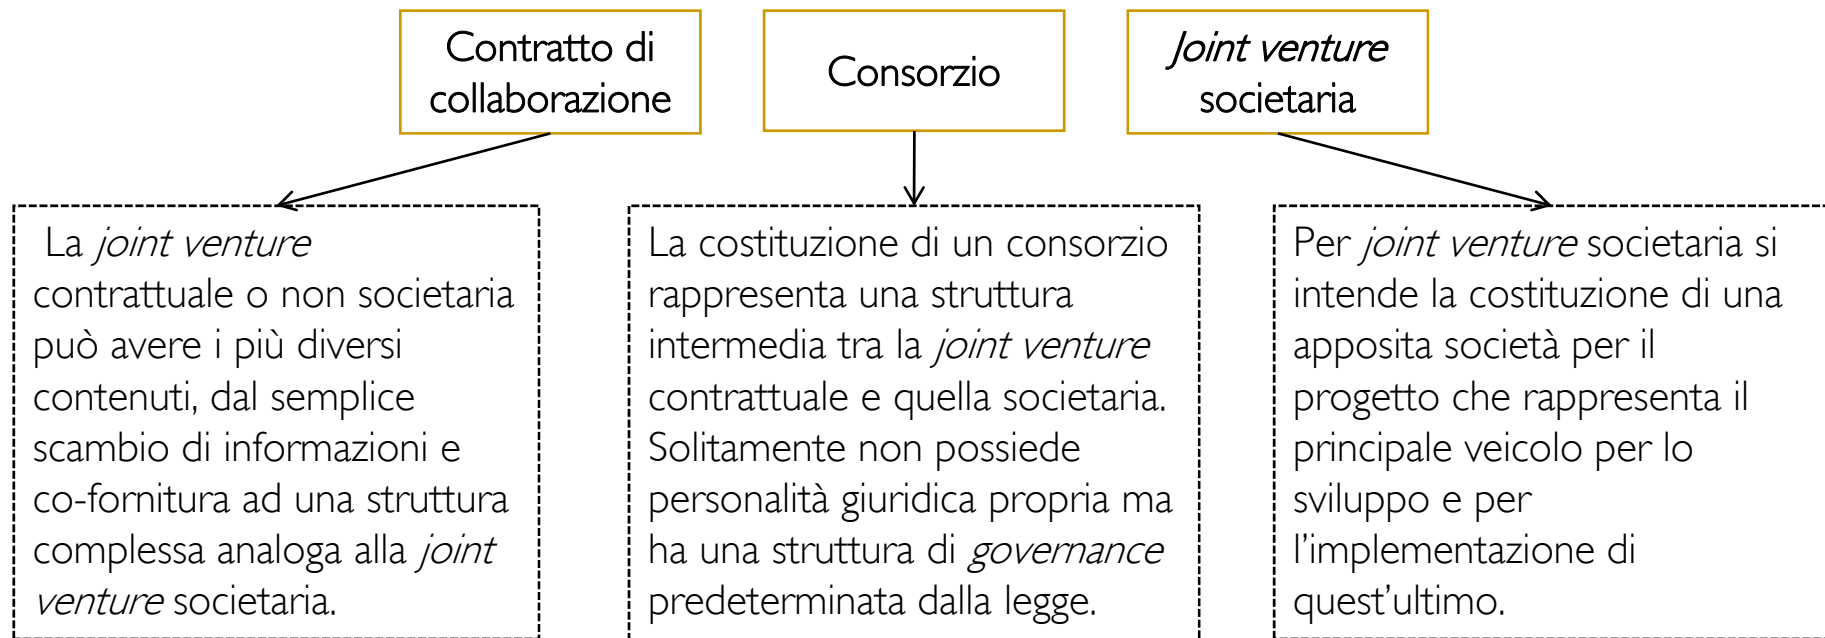 Contratto di
collaborazione
Consorzio
Joint venture
societaria
La joint venture
contrattuale o non societaria
può avere i più diversi
contenuti, dal semplice
scambio di informazioni e
co-fornitura ad una struttura
complessa analoga alla joint
venture societaria.
La costituzione di un consorzio
rappresenta una struttura
intermedia tra la joint venture
contrattuale e quella societaria.
Solitamente non possiede
personalità giuridica propria ma
ha una struttura di governance
predeterminata dalla legge.
Per joint venture societaria si
intende la costituzione di una
apposita società per il
progetto che rappresenta il
principale veicolo per lo
sviluppo e per
l’implementazione di
quest’ultimo.